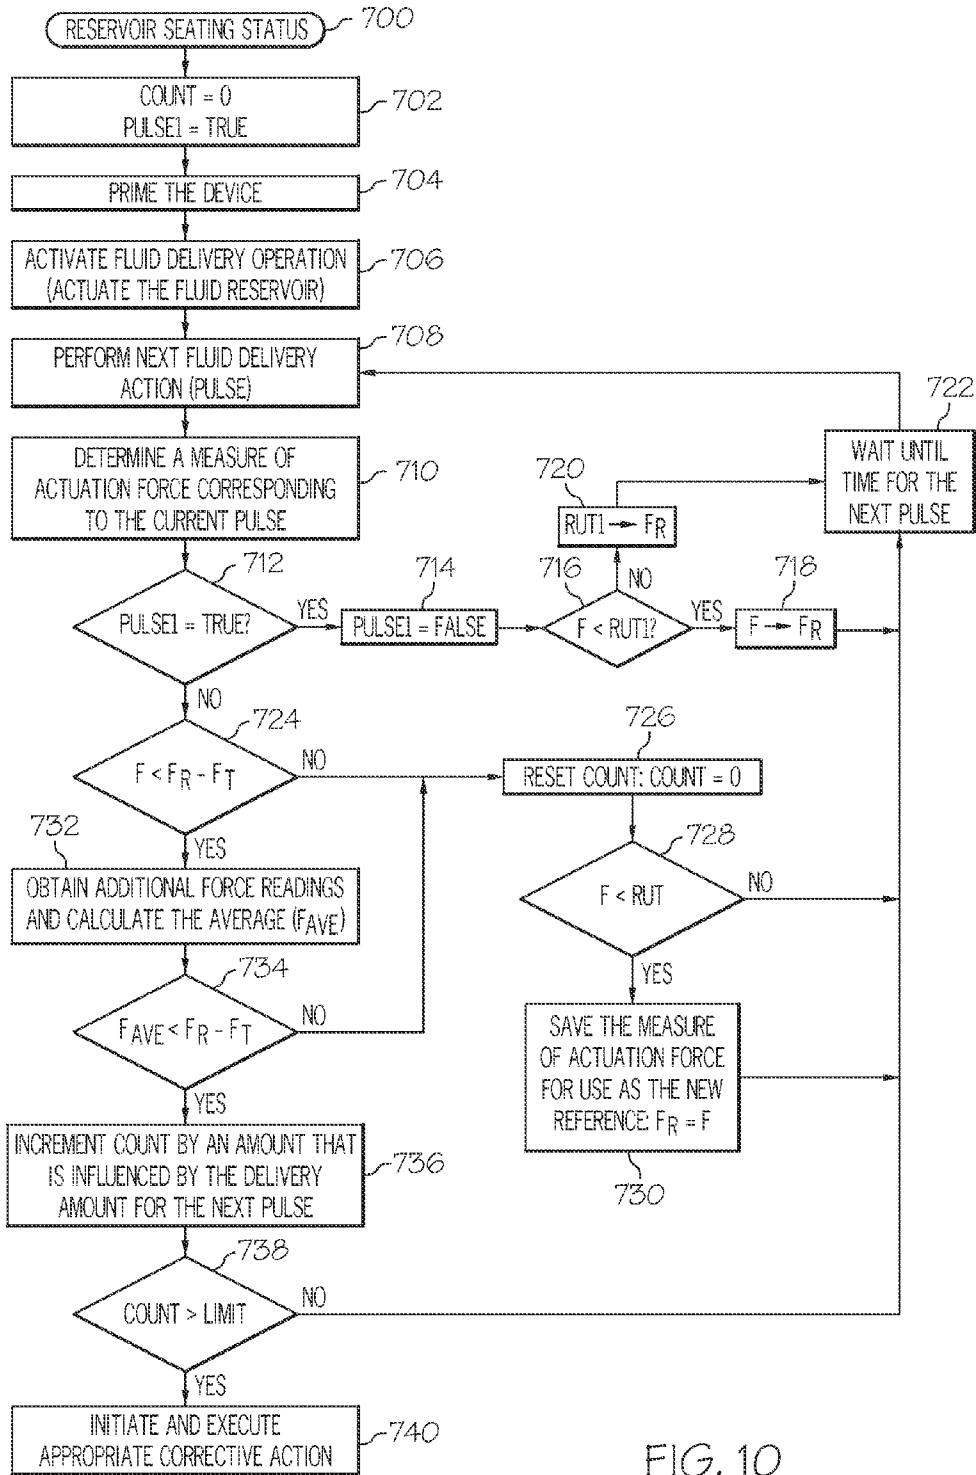 RESERVOIR SEATING STATUS
700
COUNT = 0
PULSE1 = TRUE
702
PRIME THE DEVICE
704
ACTIVATE FLUID DELIVERY OPERATION
(ACTUATE THE FLUID RESERVOIR)
706
PERFORM NEXT FLUID DELIVERY
ACTION (PULSE)
708
DETERMINE A MEASURE OF
ACTUATION FORCE CORRESPONDING
TO THE CURRENT PULSE
710
WAIT UNTIL
TIME FOR THE
NEXT PULSE
722
RUT1 → FR
720
PULSE1 = TRUE?
712
YES
NO
PULSE1 = FALSE
714
F < RUT1?
716
NO
YES
F → FR
718
F < FR - FT
724
NO
YES
RESET COUNT: COUNT = 0
726
F < RUT
728
NO
YES
SAVE THE MEASURE
OF ACTUATION FORCE
FOR USE AS THE NEW
REFERENCE: FR = F
730
732
OBTAIN ADDITIONAL FORCE READINGS
AND CALCULATE THE AVERAGE (FAVE)
FAVE < FR - FT
734
NO
YES
INCREMENT COUNT BY AN AMOUNT THAT
IS INFLUENCED BY THE DELIVERY
AMOUNT FOR THE NEXT PULSE
736
COUNT > LIMIT
738
NO
YES
INITIATE AND EXECUTE
APPROPRIATE CORRECTIVE ACTION
740
FIG. 10